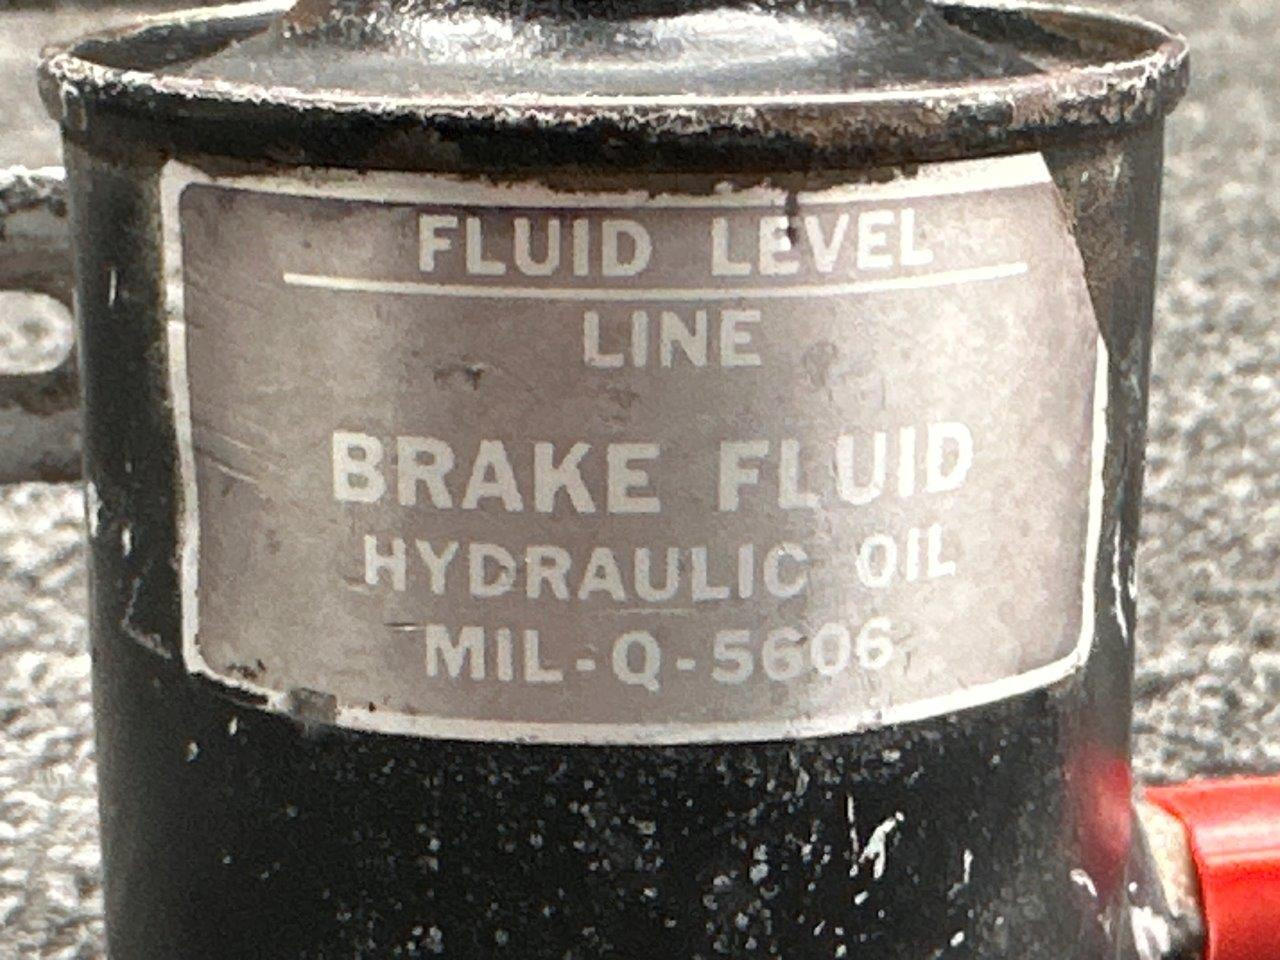 FLUID LEVEL
LINE
BRAKE FLUID
HYDRAULIC OIL
MIL-Q-5606